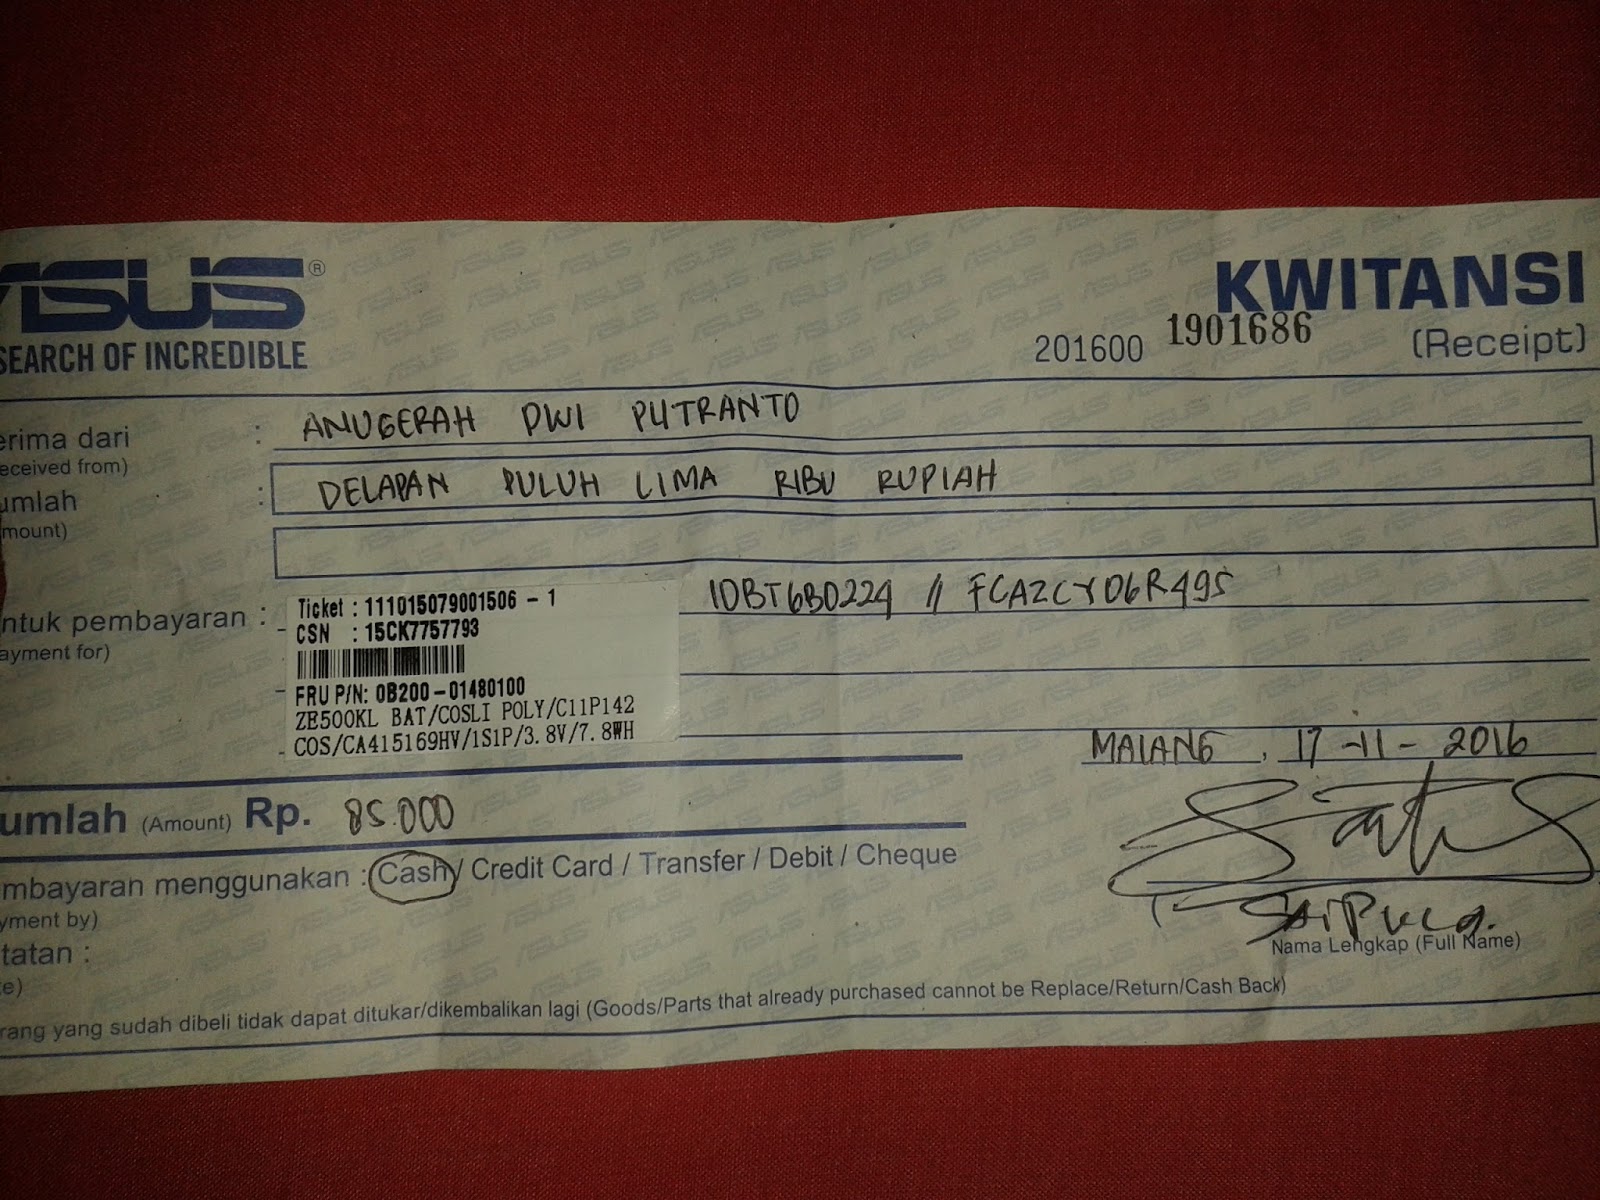 ASUS®
SEARCH OF INCREDIBLE
KWITANSI
201600 1901686 (Receipt)
erima dari : ANUGERAH DWI PUTRANTO
eceived from)
umlah : DELAPAN PULUH LIMA RIBU RUPIAH
mount)
ntuk pembayaran :
ayment for)
Ticket : 111015079001506 - 1
CSN : 15CK7757793
FRU P/N: 0B200-01480100
ZE500KL BAT/COSLI POLY/C11P142
COS/CA415169HV/1S1P/3.8V/7.8WH
IDBT6B0224 // FCAZCY06R495
MALANG, 17-11-2016
umlah (Amount) Rp. 85.000
mbayaran menggunakan : Cash / Credit Card / Transfer / Debit / Cheque
yment by)
tatan :
e)
Nama Lengkap (Full Name)
rang yang sudah dibeli tidak dapat ditukar/dikembalikan lagi (Goods/Parts that already purchased cannot be Replace/Return/Cash Back)